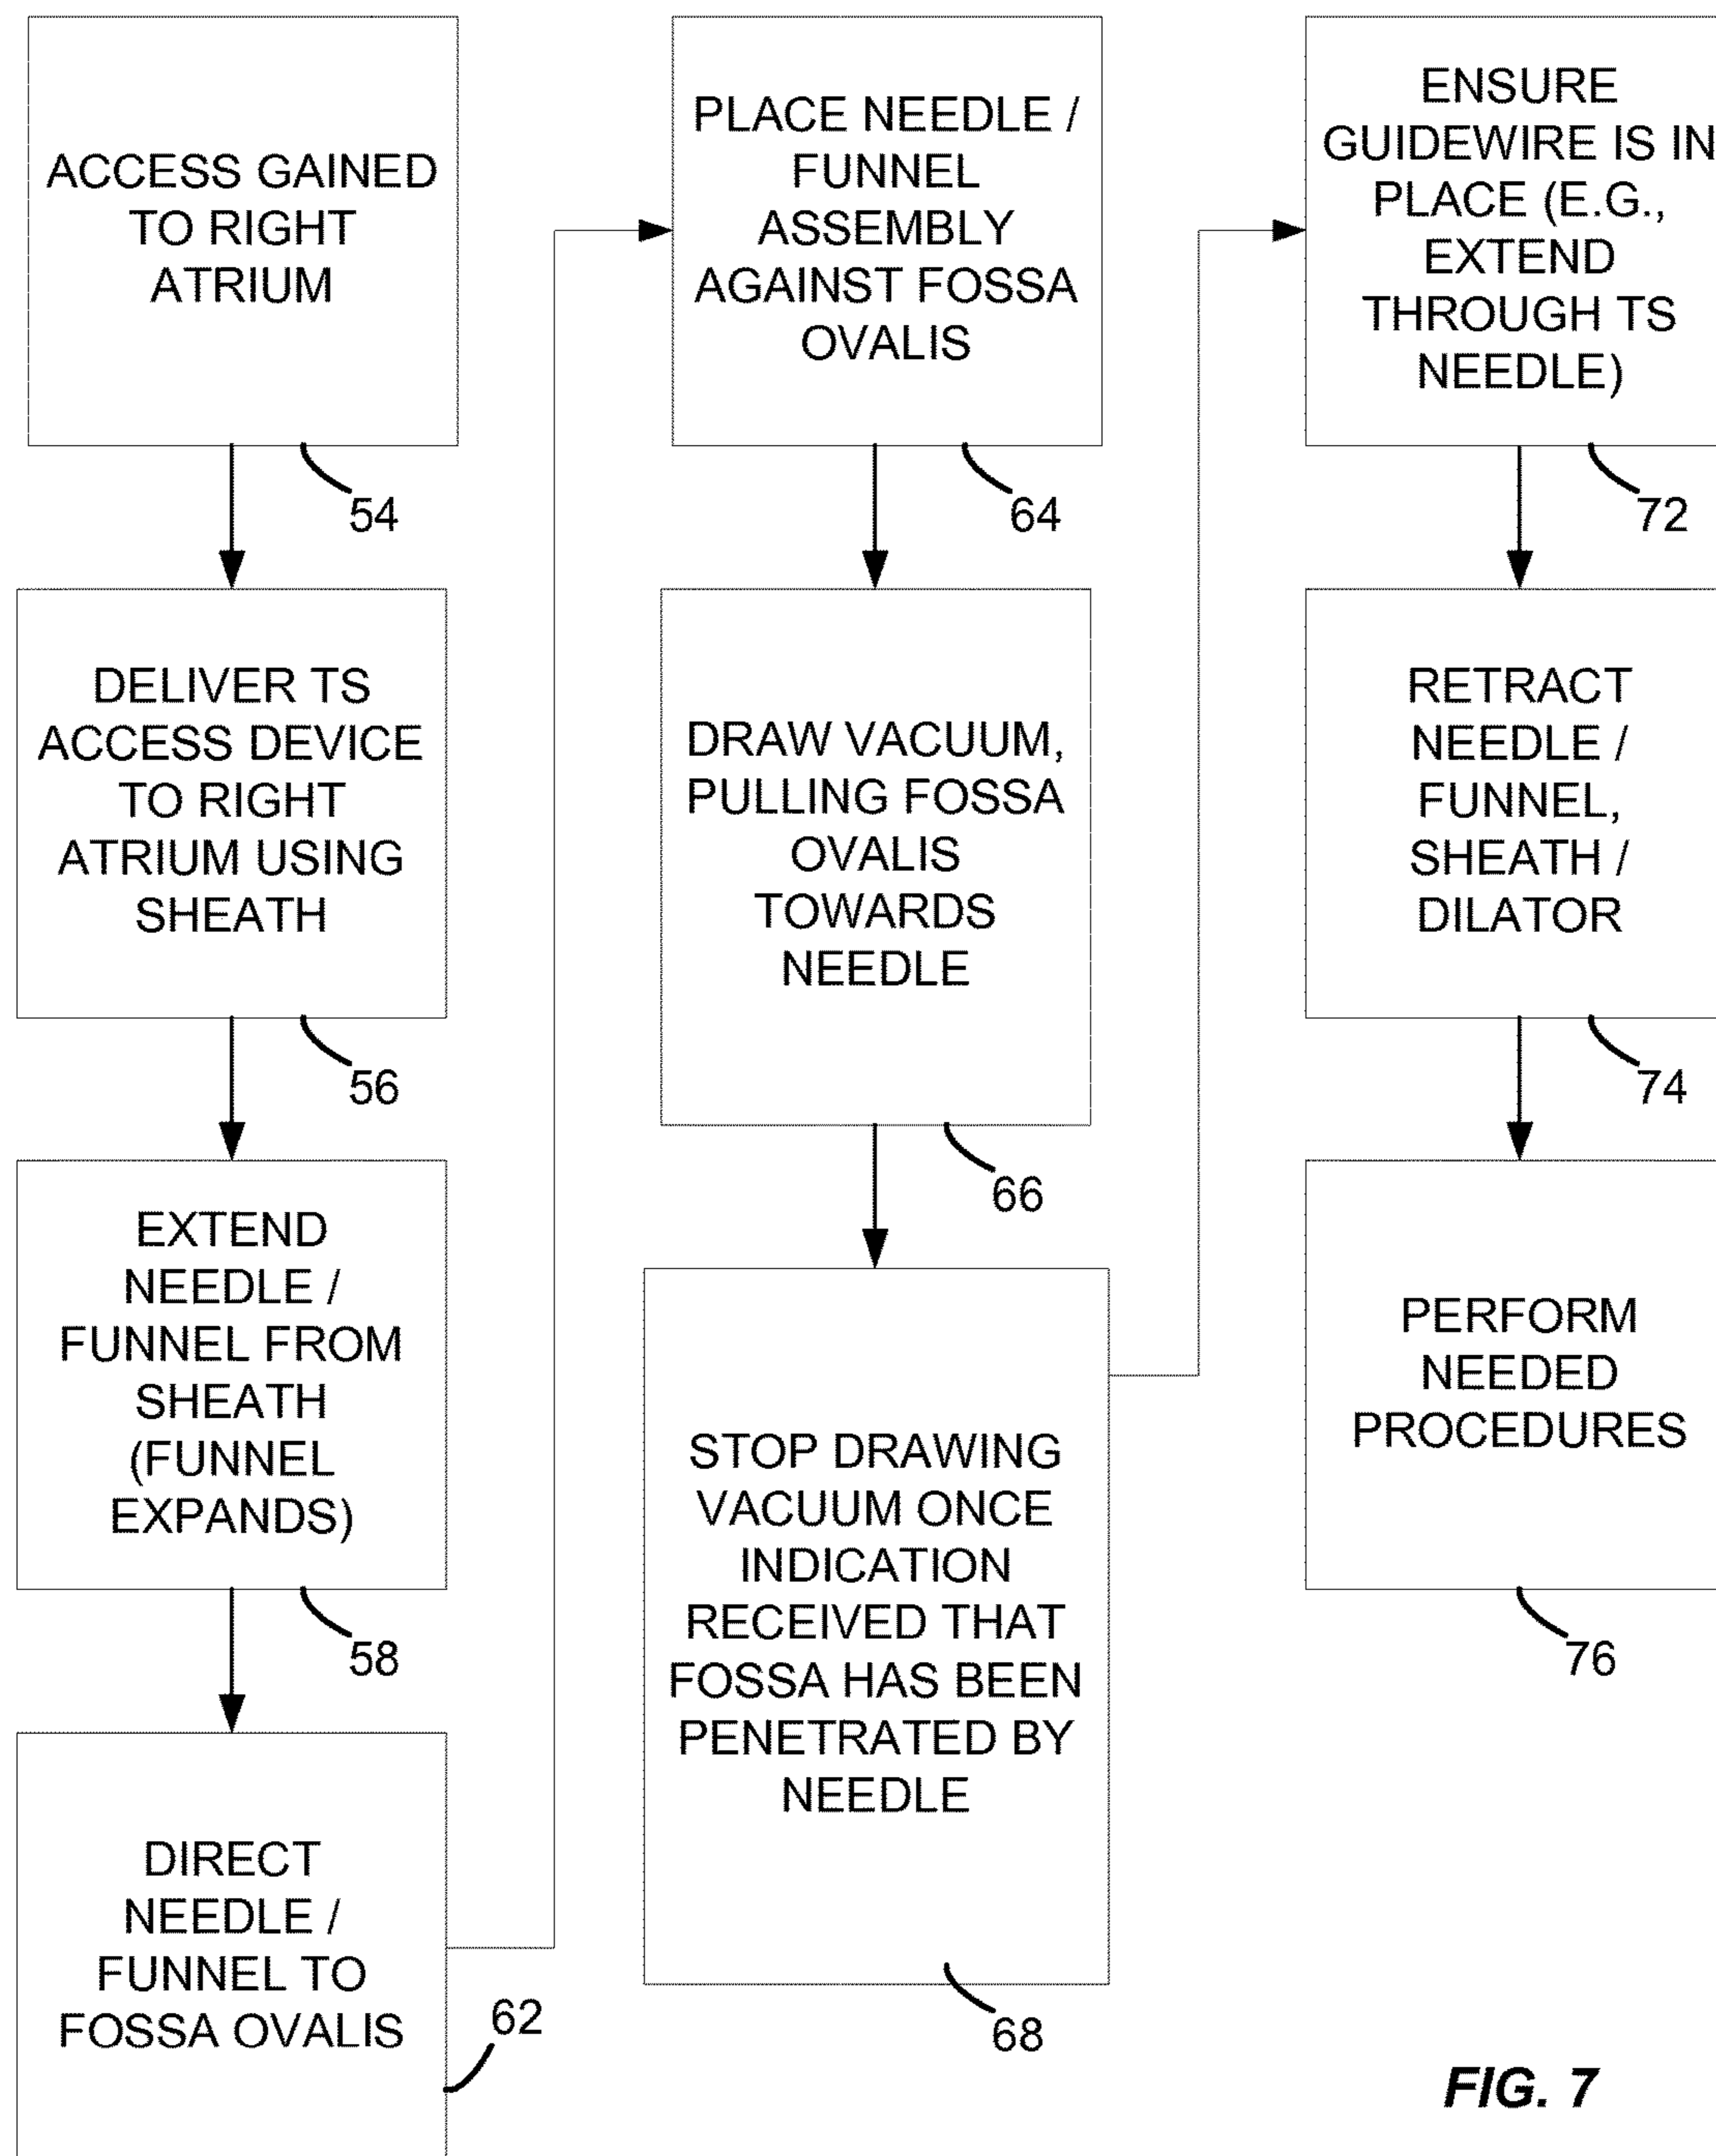 ACCESS GAINED
TO RIGHT
ATRIUM
54
DELIVER TS
ACCESS DEVICE
TO RIGHT
ATRIUM USING
SHEATH
56
EXTEND
NEEDLE /
FUNNEL FROM
SHEATH
(FUNNEL
EXPANDS)
58
DIRECT
NEEDLE /
FUNNEL TO
FOSSA OVALIS
62
PLACE NEEDLE /
FUNNEL
ASSEMBLY
AGAINST FOSSA
OVALIS
64
DRAW VACUUM,
PULLING FOSSA
OVALIS
TOWARDS
NEEDLE
66
STOP DRAWING
VACUUM ONCE
INDICATION
RECEIVED THAT
FOSSA HAS BEEN
PENETRATED BY
NEEDLE
68
ENSURE
GUIDEWIRE IS IN
PLACE (E.G.,
EXTEND
THROUGH TS
NEEDLE)
72
RETRACT
NEEDLE /
FUNNEL,
SHEATH /
DILATOR
74
PERFORM
NEEDED
PROCEDURES
76
FIG. 7